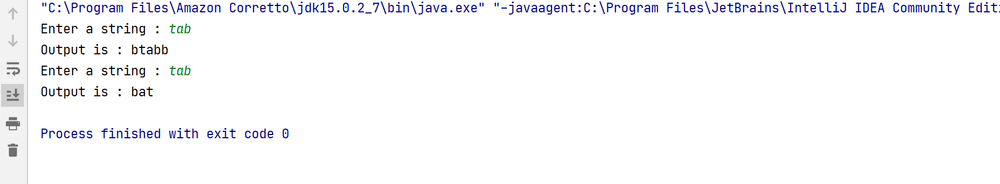 "C:\Program Files\Amazon Corretto\jdk15.0.2_7\bin\java.exe" "-javaagent:C:\Program Files\JetBrains\IntelliJ IDEA Community Edit
Enter a string : tab
Output is : btabb
Enter a string : tab
Output is : bat
Process finished with exit code 0